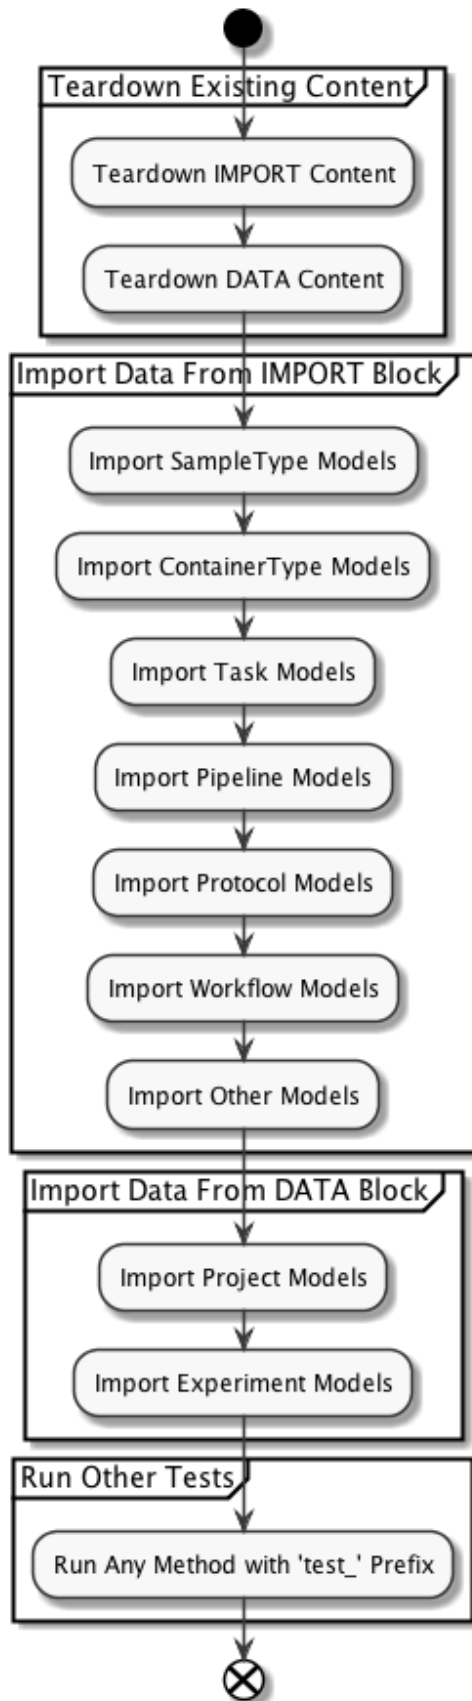 Teardown Existing Content
Teardown IMPORT Content
Teardown DATA Content
Import Data From IMPORT Block
Import SampleType Models
Import ContainerType Models
Import Task Models
Import Pipeline Models
Import Protocol Models
Import Workflow Models
Import Other Models
Import Data From DATA Block
Import Project Models
Import Experiment Models
Run Other Tests
Run Any Method with 'test_' Prefix